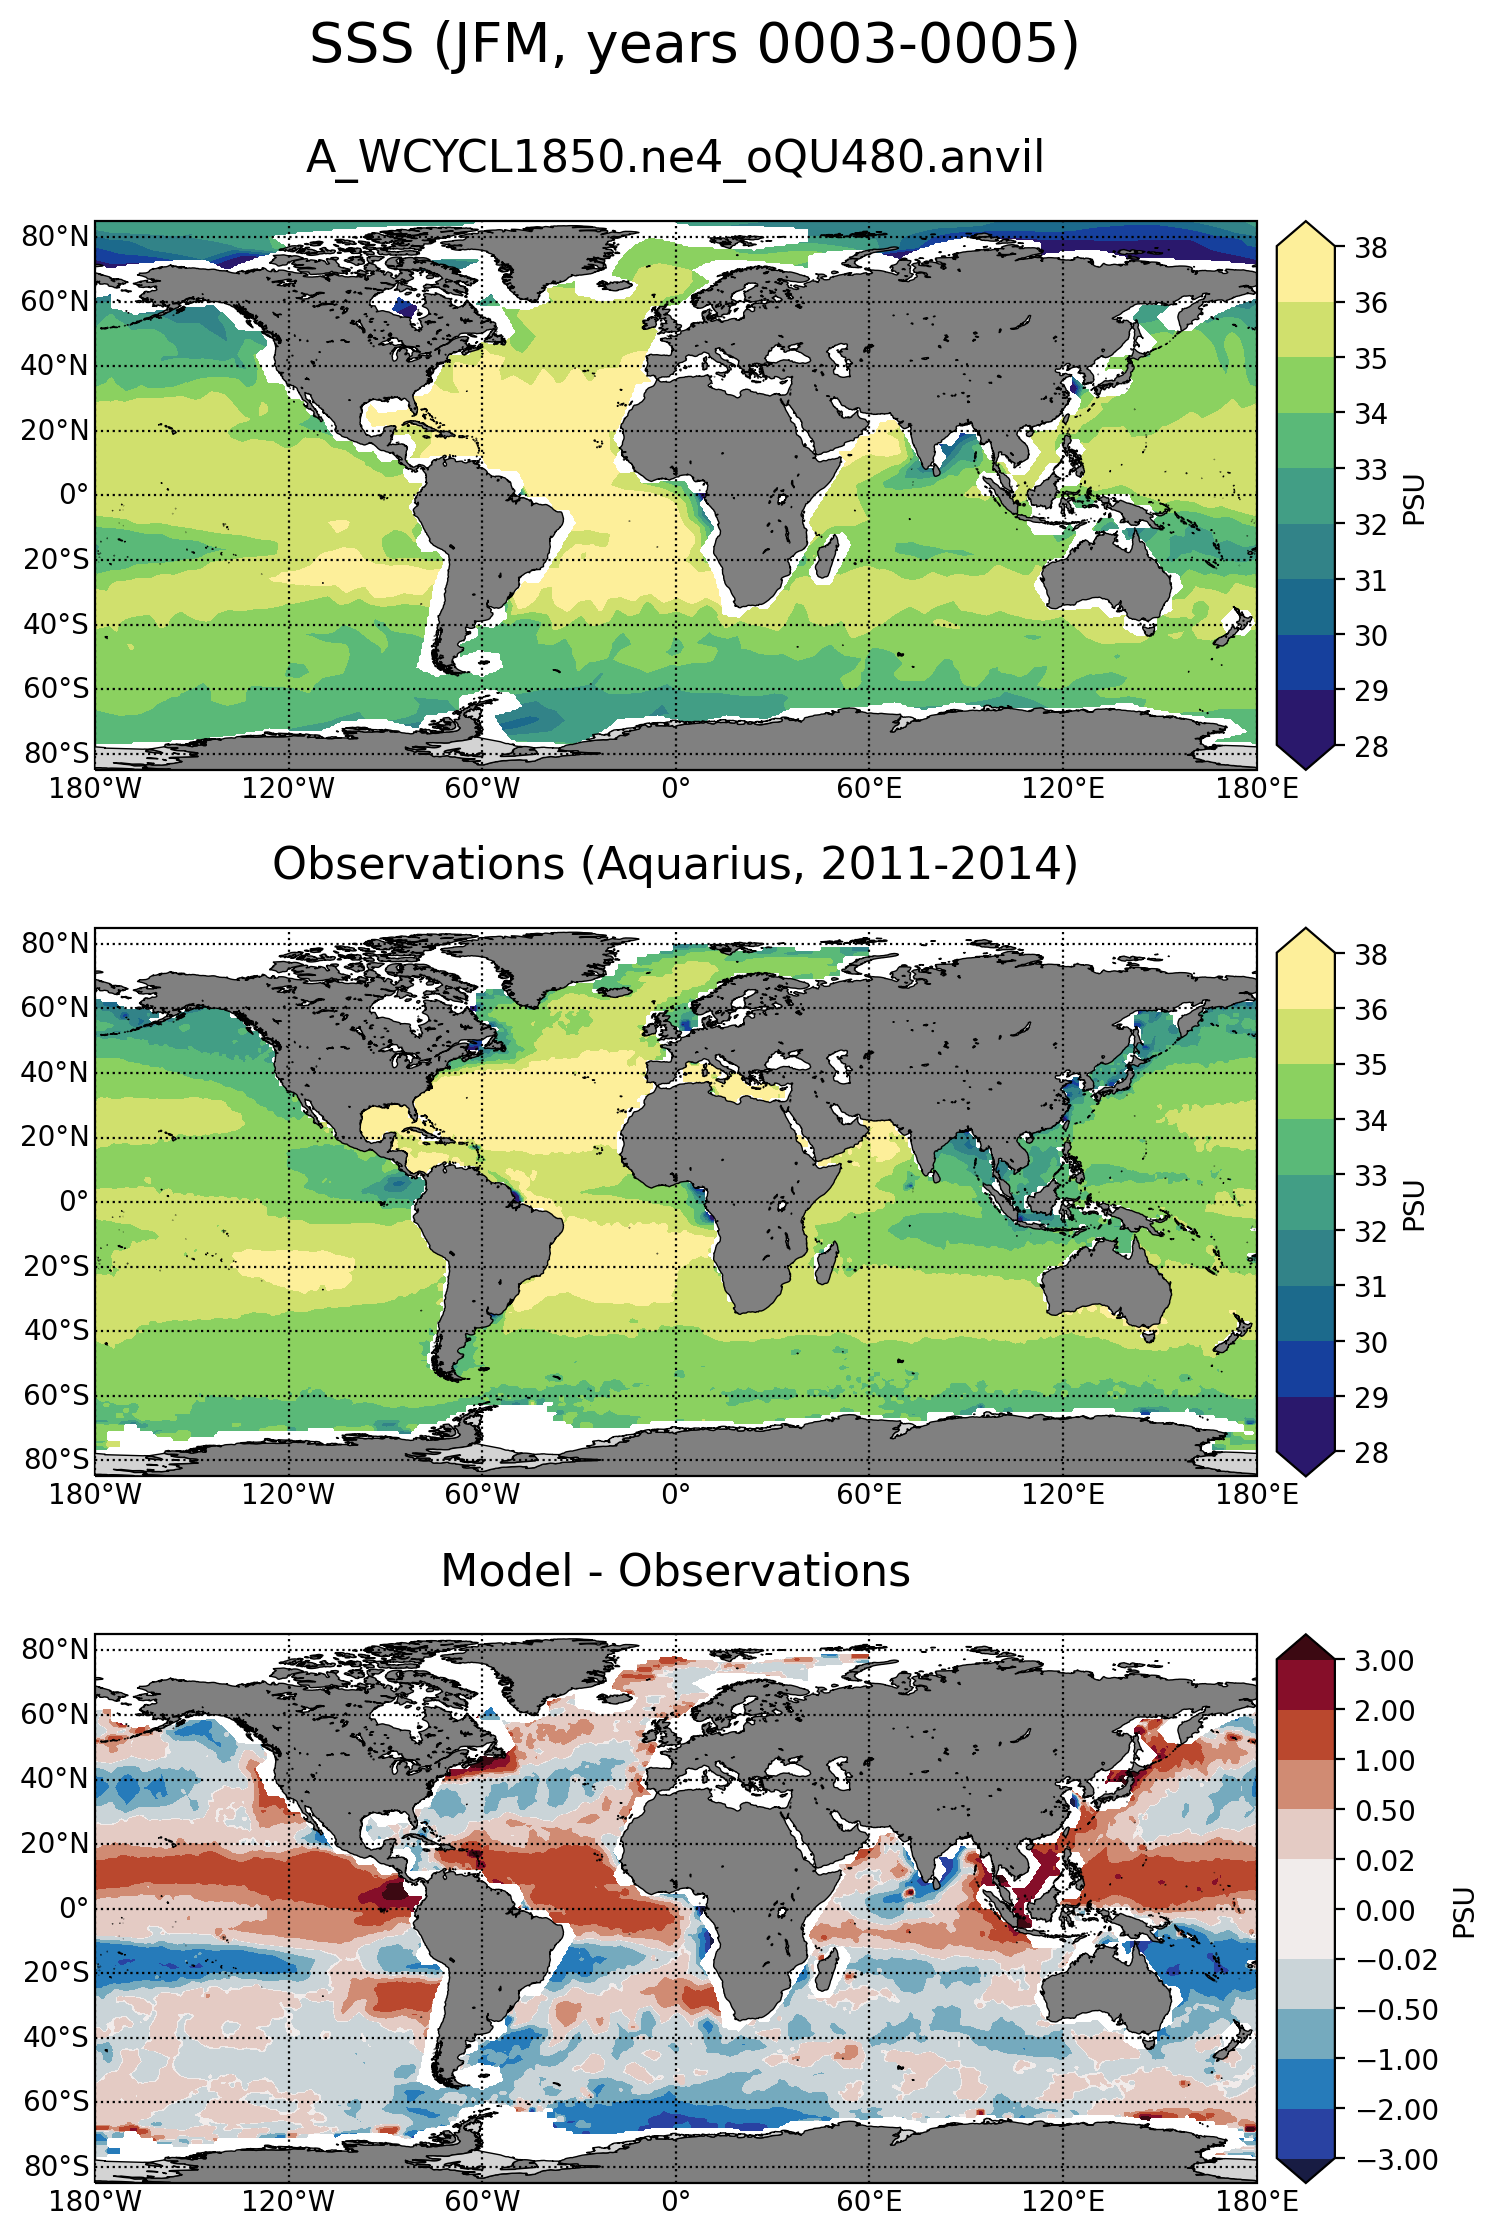 SSS (JFM, years 0003-0005)
A_WCYCL1850.ne4_oQU480.anvil
80°N
60°N
40°N
20°N
0°
20°S
40°S
60°S
80°S
180°W 120°W 60°W 0° 60°E 120°E 180°E
38
36
35
34
33
32
31
30
29
28
PSU
Observations (Aquarius, 2011-2014)
80°N
60°N
40°N
20°N
0°
20°S
40°S
60°S
80°S
180°W 120°W 60°W 0° 60°E 120°E 180°E
38
36
35
34
33
32
31
30
29
28
PSU
Model - Observations
80°N
60°N
40°N
20°N
0°
20°S
40°S
60°S
80°S
180°W 120°W 60°W 0° 60°E 120°E 180°E
3.00
2.00
1.00
0.50
0.02
0.00
−0.02
−0.50
−1.00
−2.00
−3.00
PSU